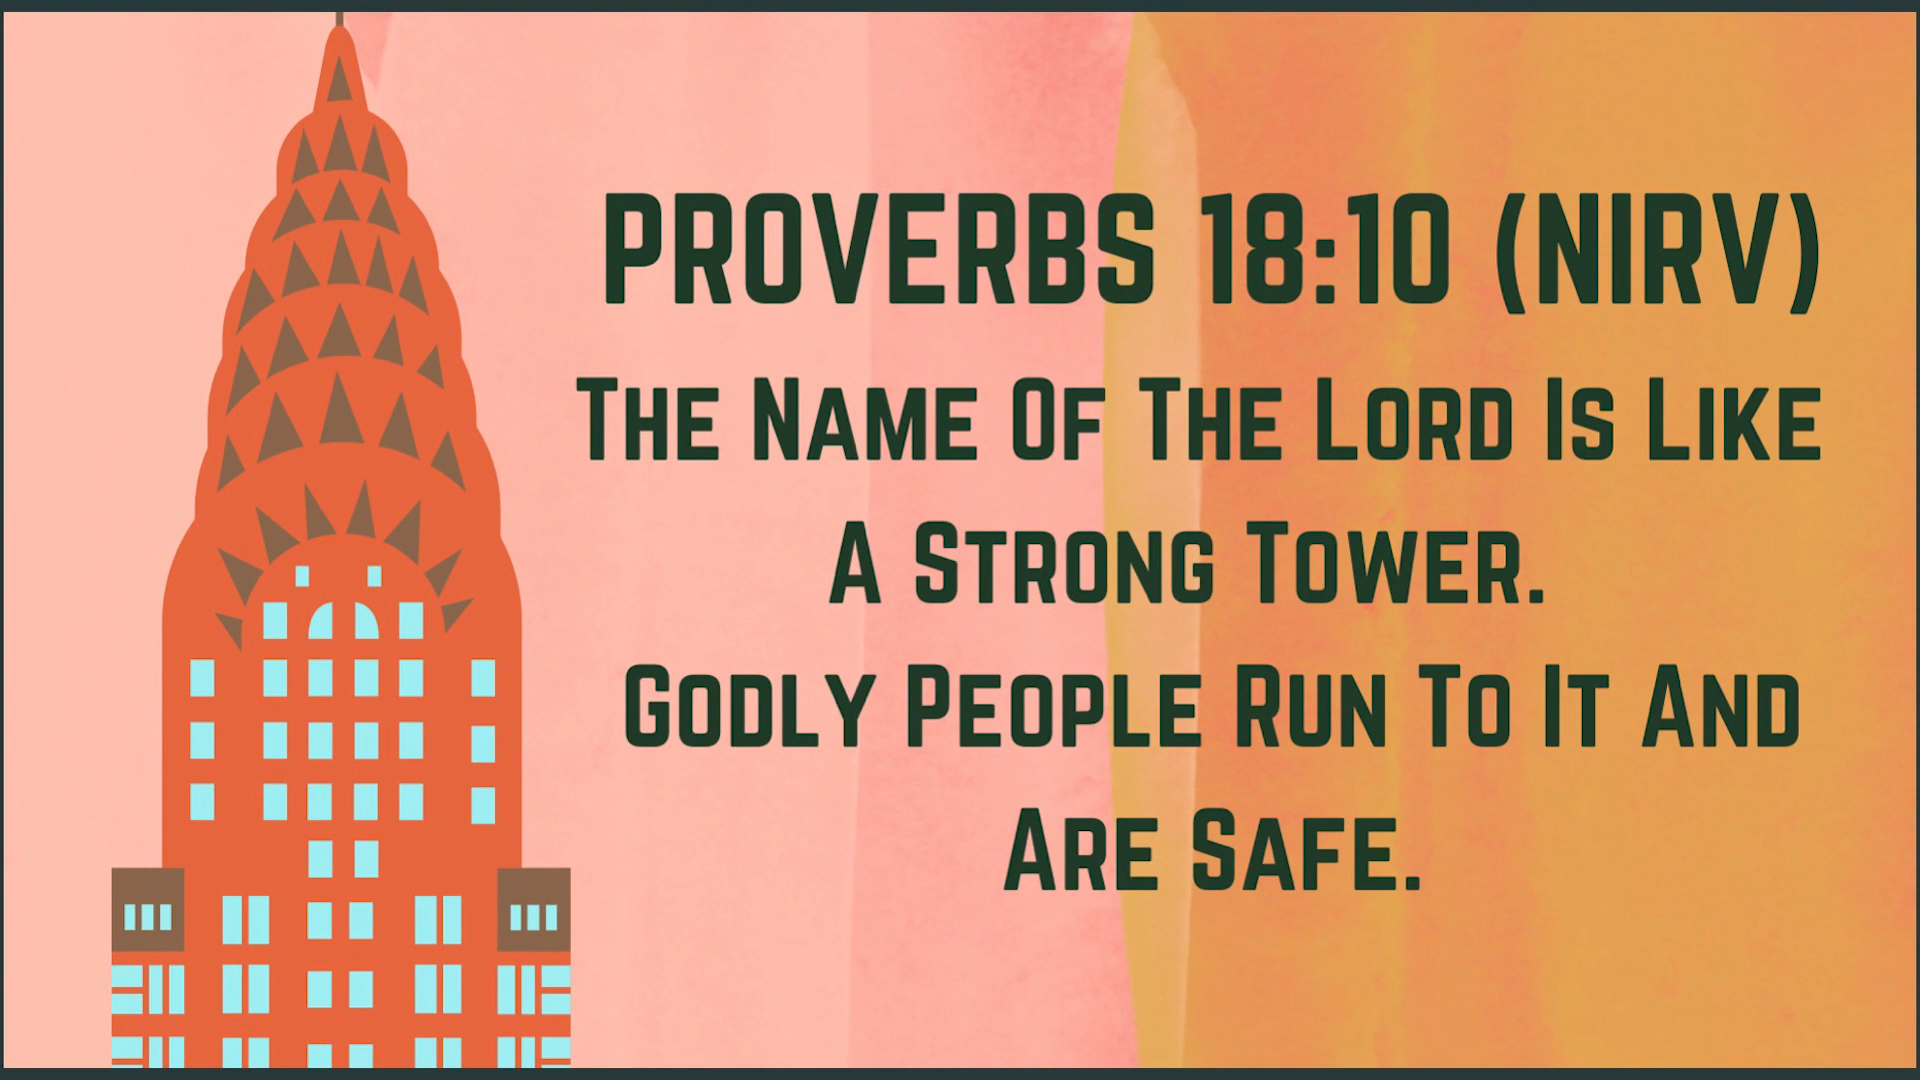 PROVERBS 18:10 (NIRV)
The Name Of The Lord Is Like
A Strong Tower.
Godly People Run To It And
Are Safe.